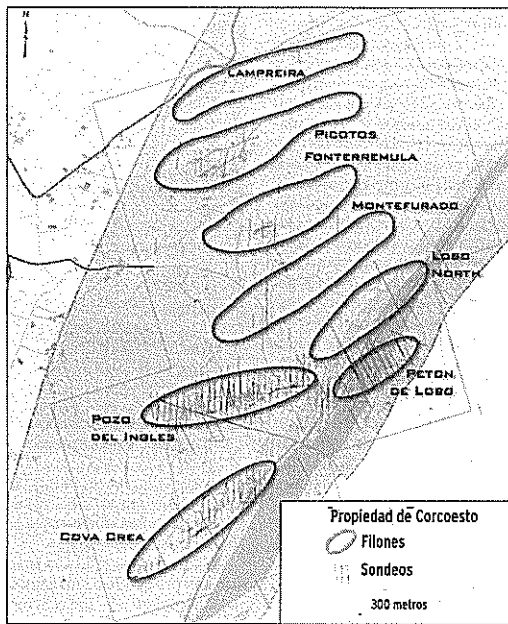 N
LAMPREIRA
PICOTOS
FONTERREMULA
MONTEFURADO
LOBO
NORTH
PETON
DE LOBO
POZO
DEL INGLES
COVA CREA
Propiedad de Corcoesto
Filones
Sondeos
300 metros